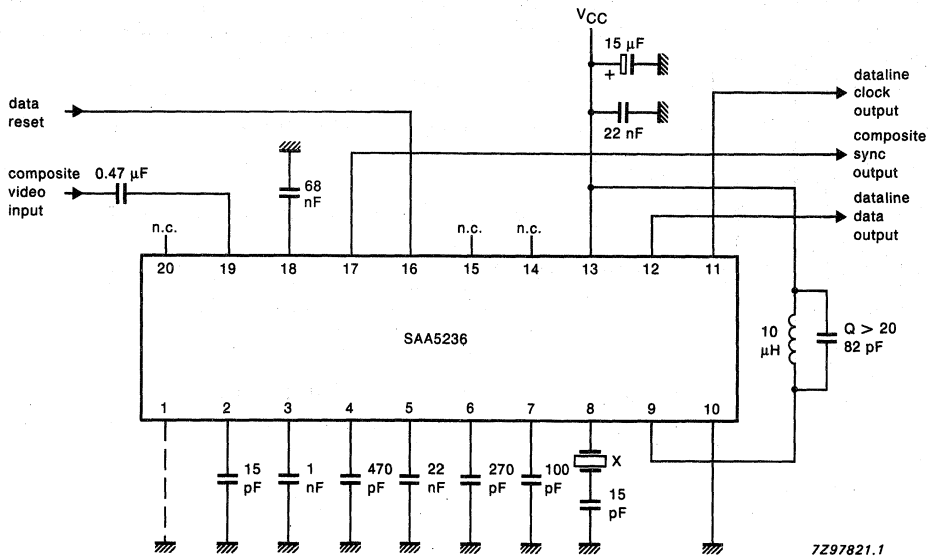 VCC
15 µF
+
data
reset
22 nF
dataline
clock
output
composite
video
input
0.47 µF
68
nF
composite
sync
output
dataline
data
output
n.c.
n.c.
n.c.
20 19 18 17 16 15 14 13 12 11
SAA5236
10
µH
Q > 20
82 pF
1 2 3 4 5 6 7 8 9 10
15
pF
1
nF
470
pF
22
nF
270
pF
100
pF
X
15
pF
7Z97821.1